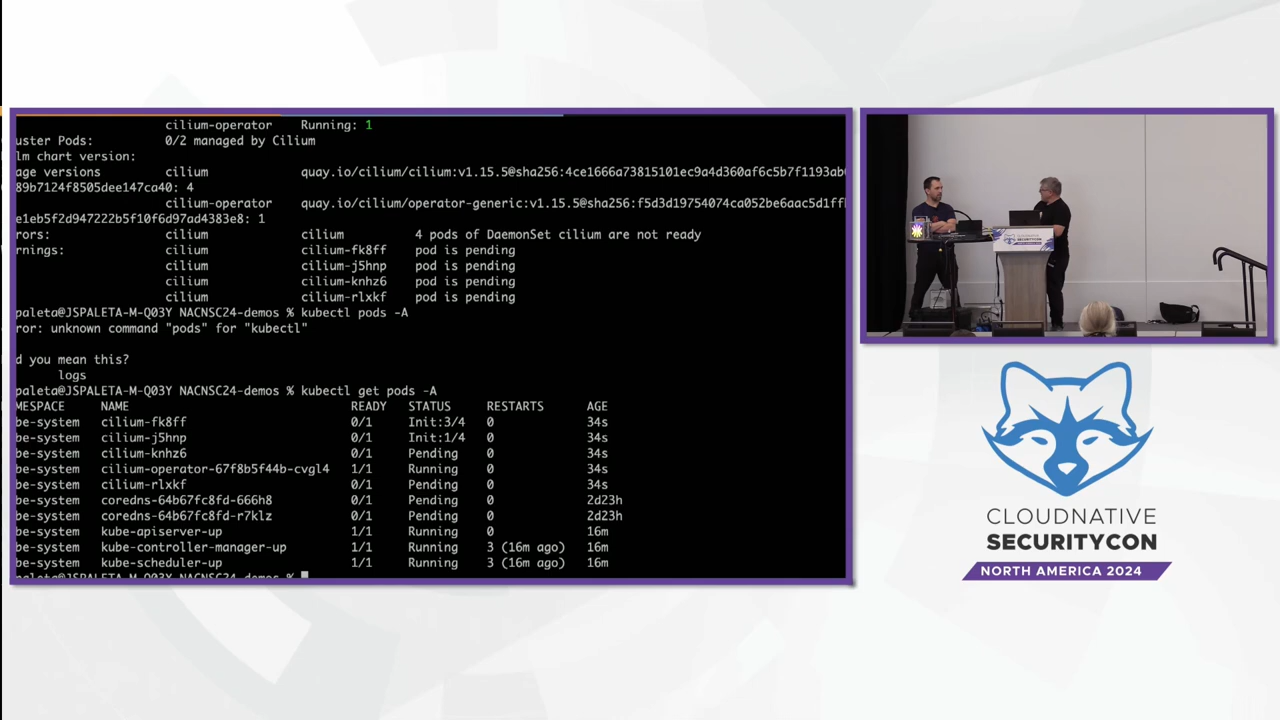 cilium-operator Running: 1
uster Pods: 0/2 managed by Cilium
lm chart version:
age versions cilium quay.io/cilium/cilium:v1.15.5@sha256:4ce1666a73815101ec9a4d360af6c5b7f1193ab
89b7124f8505dee147ca40: 4
cilium-operator quay.io/cilium/operator-generic:v1.15.5@sha256:f5d3d19754074ca052be6aac5d1ff
e1eb5f2d947222b5f10f6d97ad4383e8: 1
rors: cilium cilium 4 pods of DaemonSet cilium are not ready
rnings: cilium cilium-fk8ff pod is pending
cilium cilium-j5hnp pod is pending
cilium cilium-knhz6 pod is pending
cilium cilium-rlxkf pod is pending
paleta@JSPALETA-M-Q03Y NACNSC24-demos % kubectl pods -A
ror: unknown command "pods" for "kubectl"
d you mean this?
logs
paleta@JSPALETA-M-Q03Y NACNSC24-demos % kubectl get pods -A
MESPACE NAME READY STATUS RESTARTS AGE
be-system cilium-fk8ff 0/1 Init:3/4 0 34s
be-system cilium-j5hnp 0/1 Init:1/4 0 34s
be-system cilium-knhz6 0/1 Pending 0 34s
be-system cilium-operator-67f8b5f44b-cvgl4 1/1 Running 0 34s
be-system cilium-rlxkf 0/1 Pending 0 34s
be-system coredns-64b67fc8fd-666h8 0/1 Pending 0 2d23h
be-system coredns-64b67fc8fd-r7klz 0/1 Pending 0 2d23h
be-system kube-apiserver-up 1/1 Running 0 16m
be-system kube-controller-manager-up 1/1 Running 3 (16m ago) 16m
be-system kube-scheduler-up 1/1 Running 3 (16m ago) 16m
paleta@JSPALETA-M-Q03Y NACNSC24-demos %
CLOUDNATIVE
SECURITYCON
NORTH AMERICA 2024